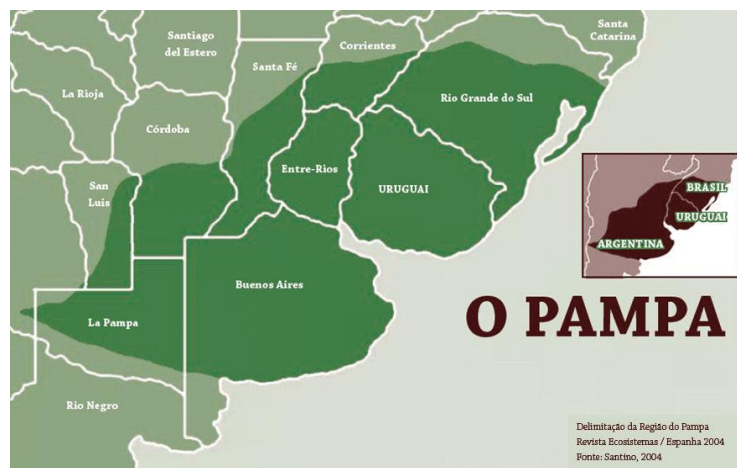 Santa
Catarina
Santiago
del Estero
Corrientes
Santa Fé
La Rioja
Rio Grande do Sul
Córdoba
Entre-Rios
San
Luis
URUGUAI
BRASIL
URUGUAI
ARGENTINA
Buenos Aires
La Pampa
O PAMPA
Rio Negro
Delimitação da Região do Pampa
Revista Ecosistemas / Espanha 2004
Fonte: Santino, 2004